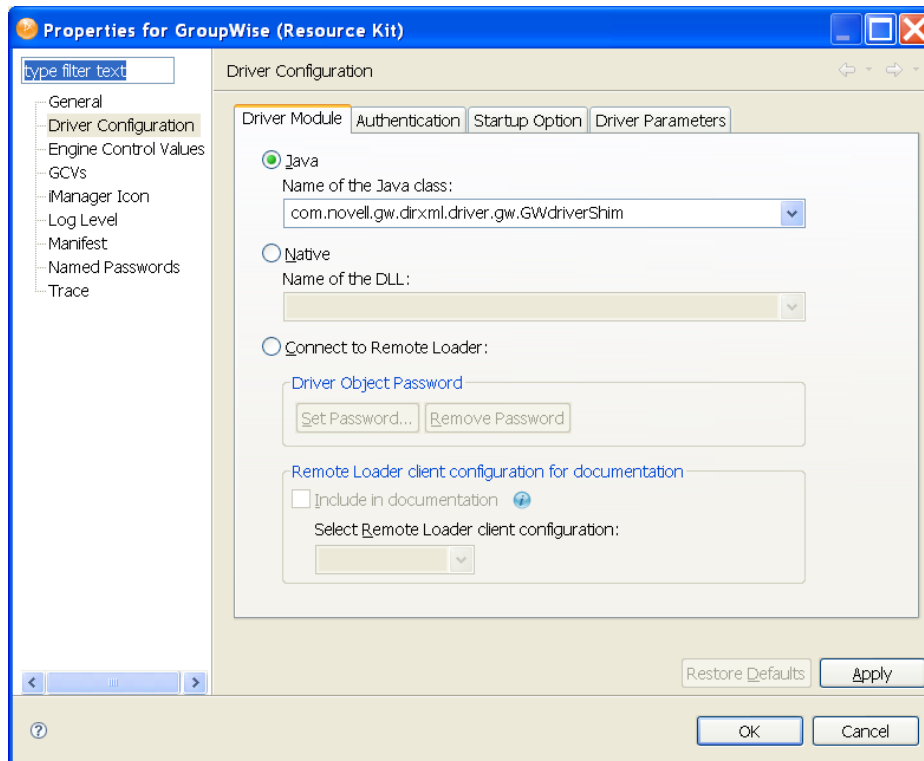 Properties for GroupWise (Resource Kit)
type filter text
General
Driver Configuration
Engine Control Values
GCVs
iManager Icon
Log Level
Manifest
Named Passwords
Trace
Driver Configuration
Driver Module
Authentication
Startup Option
Driver Parameters
Java
Name of the Java class:
com.novell.gw.dirxml.driver.gw.GWdriverShim
Native
Name of the DLL:
Connect to Remote Loader:
Driver Object Password
Set Password...
Remove Password
Remote Loader client configuration for documentation
Include in documentation
Select Remote Loader client configuration:
Restore Defaults
Apply
OK
Cancel